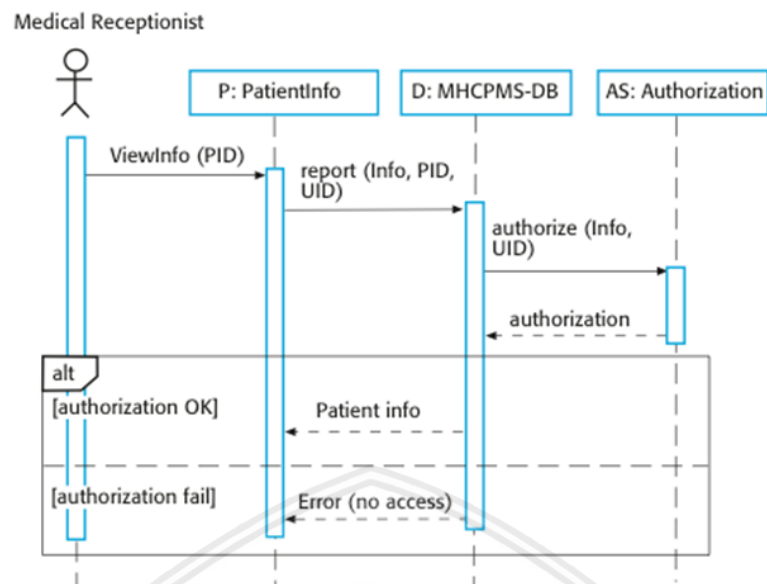 Medical Receptionist
P: PatientInfo
D: MHCPMS-DB
AS: Authorization
ViewInfo (PID)
report (Info, PID,
UID)
authorize (Info,
UID)
authorization
alt
[authorization OK]
Patient info
[authorization fail]
Error (no access)